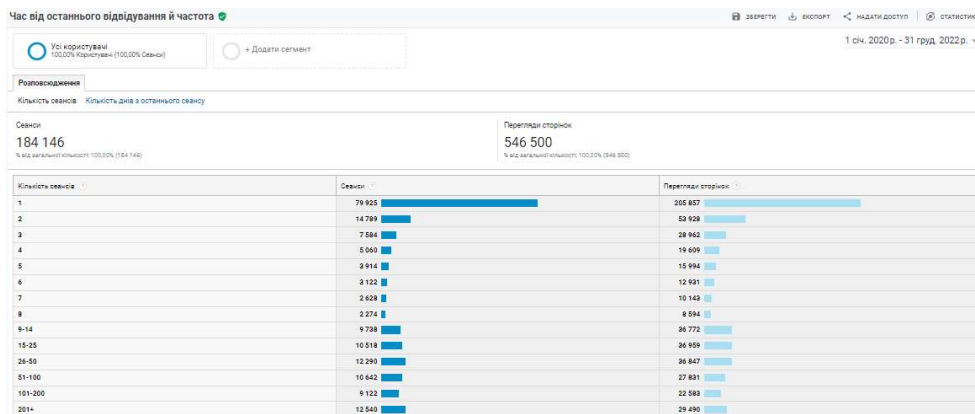 Час від останнього відвідування й частота
ЗБЕРЕГТИ ЕКСПОРТ НАДАТИ ДОСТУП СТАТИСТИК
1 січ. 2020 р. - 31 груд. 2022 р.
Усі користувачі
100,00% Користувачі (100,00% Сеанси)
+ Додати сегмент
Розповсюдження
Кількість сеансів Кількість днів з останнього сеансу
Сеанси Перегляди сторінок
184 146 546 500
% від загальної кількості: 100,00% (184 146) % від загальної кількості: 100,00% (546 500)
Кількість сеансів ? Сеанси ? Перегляди сторінок ?
1 79 925 205 857
2 14 789 53 928
3 7 584 28 962
4 5 060 19 609
5 3 914 15 994
6 3 122 12 931
7 2 628 10 143
8 2 274 8 594
9-14 9 738 36 772
15-25 10 518 36 959
26-50 12 290 36 847
51-100 10 642 27 831
101-200 9 122 22 583
201+ 12 540 29 490